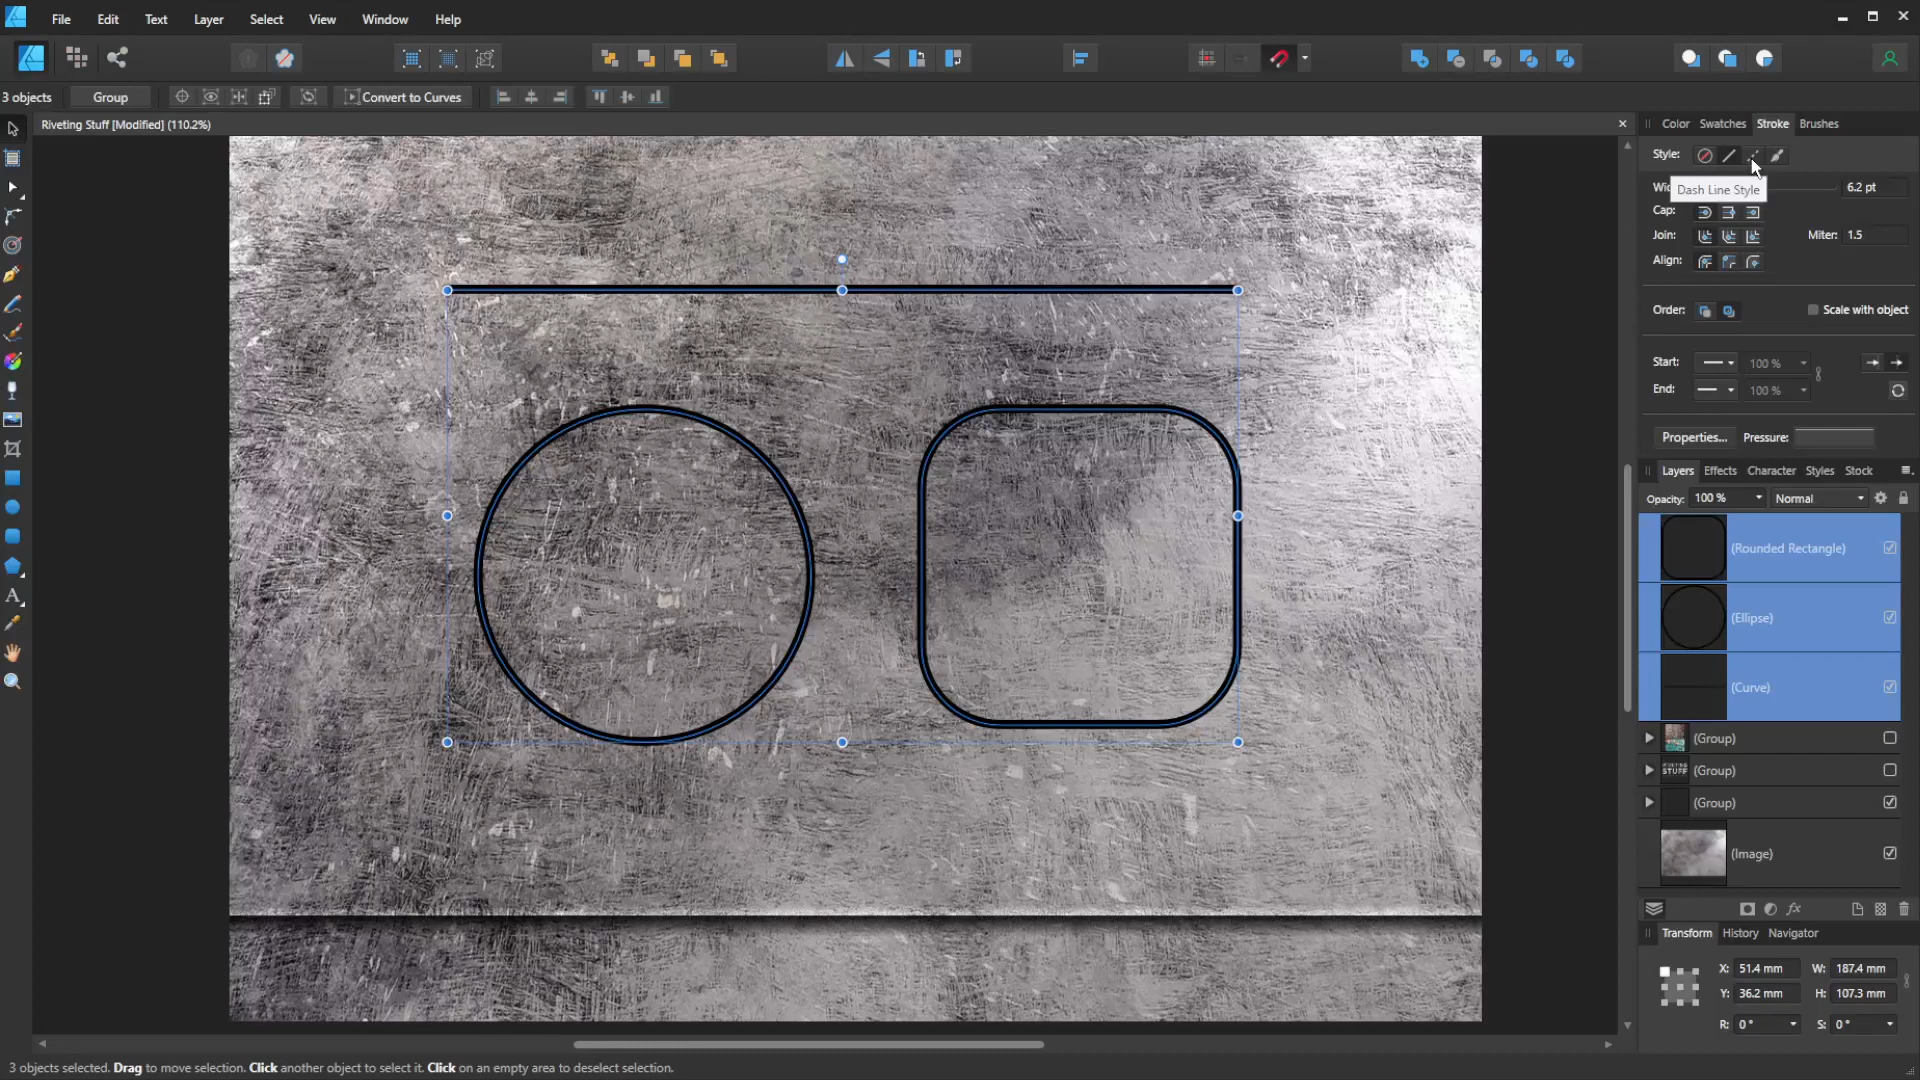 File Edit Text Layer Select View Window Help
3 objects Group Convert to Curves
Riveting Stuff [Modified] (110.2%)
Color Swatches Stroke Brushes
Style:
6.2 pt
Dash Line Style
Cap:
Join: Miter: 1.5
Align:
Order: Scale with object
Start: 100 %
End: 100 %
Properties... Pressure:
Layers Effects Character Styles Stock
Opacity: 100 % Normal
(Rounded Rectangle)
(Ellipse)
(Curve)
(Group)
STUFF (Group)
(Group)
(Image)
fx
Transform History Navigator
X: 51.4 mm W: 187.4 mm
Y: 36.2 mm H: 107.3 mm
R: 0 ° S: 0 °
3 objects selected. Drag to move selection. Click another object to select it. Click on an empty area to deselect selection.